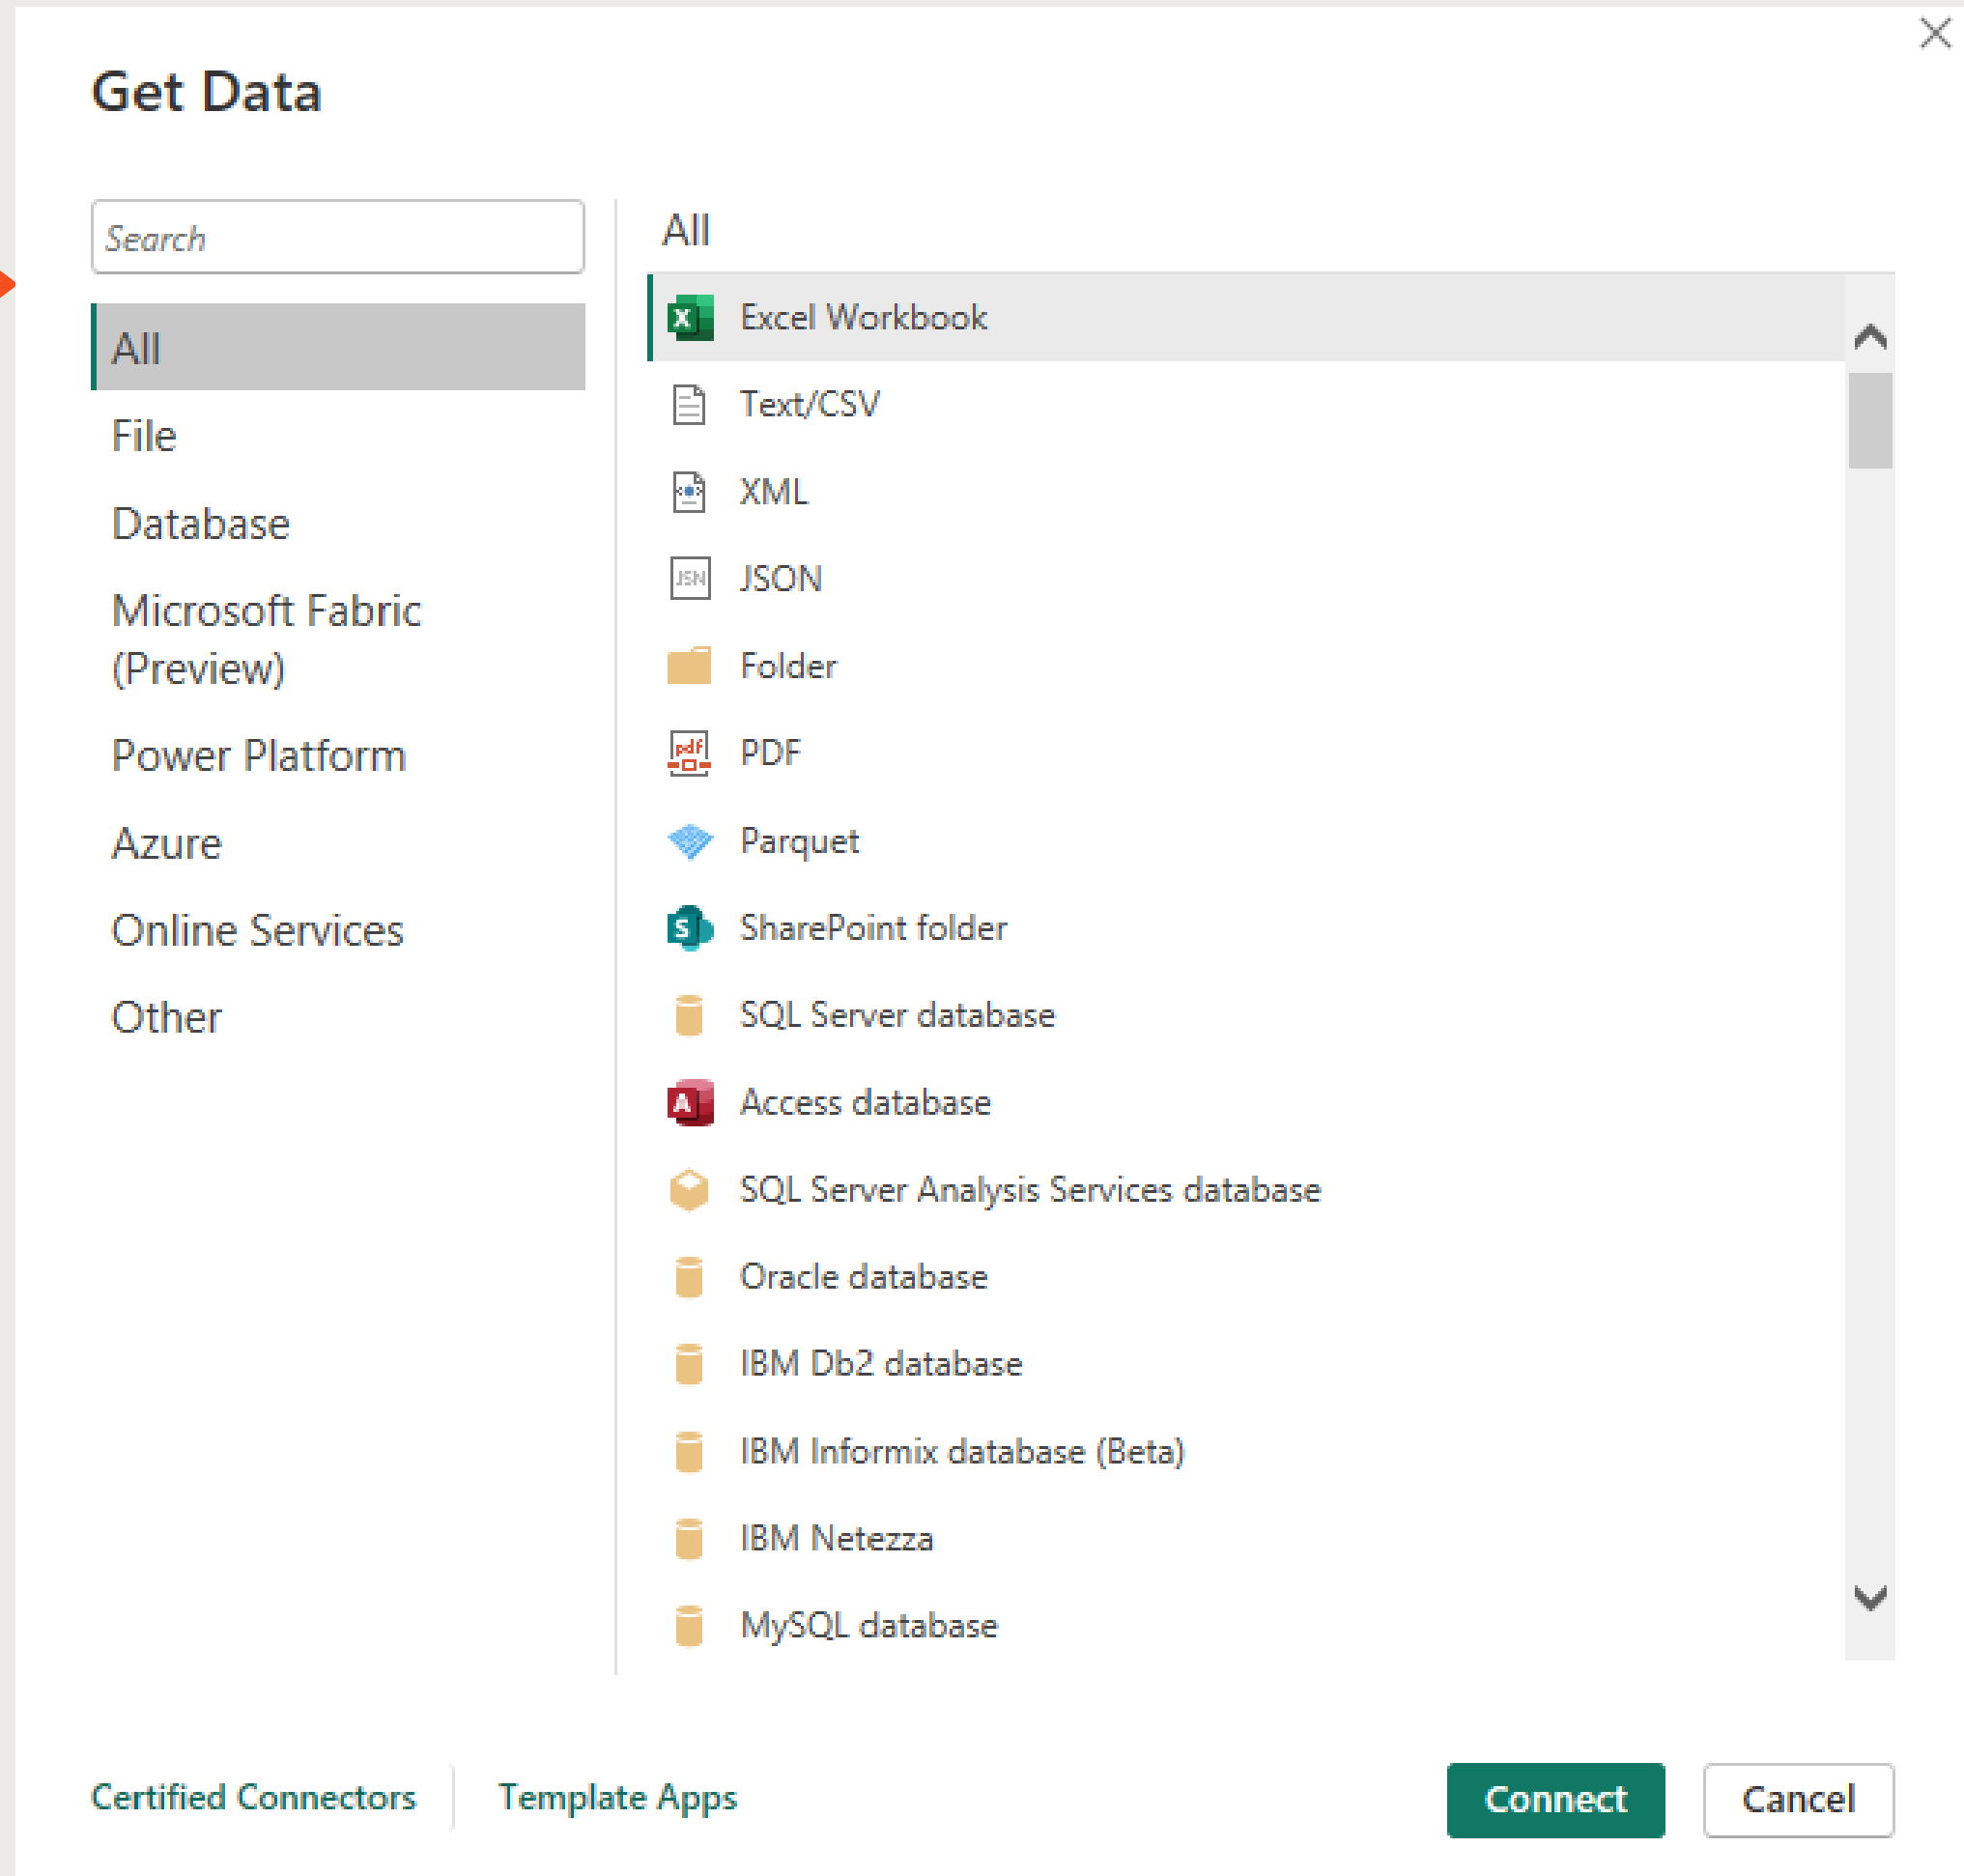 Get Data
Search
All
File
Database
Microsoft Fabric
(Preview)
Power Platform
Azure
Online Services
Other
All
Excel Workbook
Text/CSV
XML
JSN
JSON
Folder
pdf
PDF
Parquet
S
SharePoint folder
SQL Server database
A
Access database
SQL Server Analysis Services database
Oracle database
IBM Db2 database
IBM Informix database (Beta)
IBM Netezza
MySQL database
Certified Connectors
Template Apps
Connect
Cancel